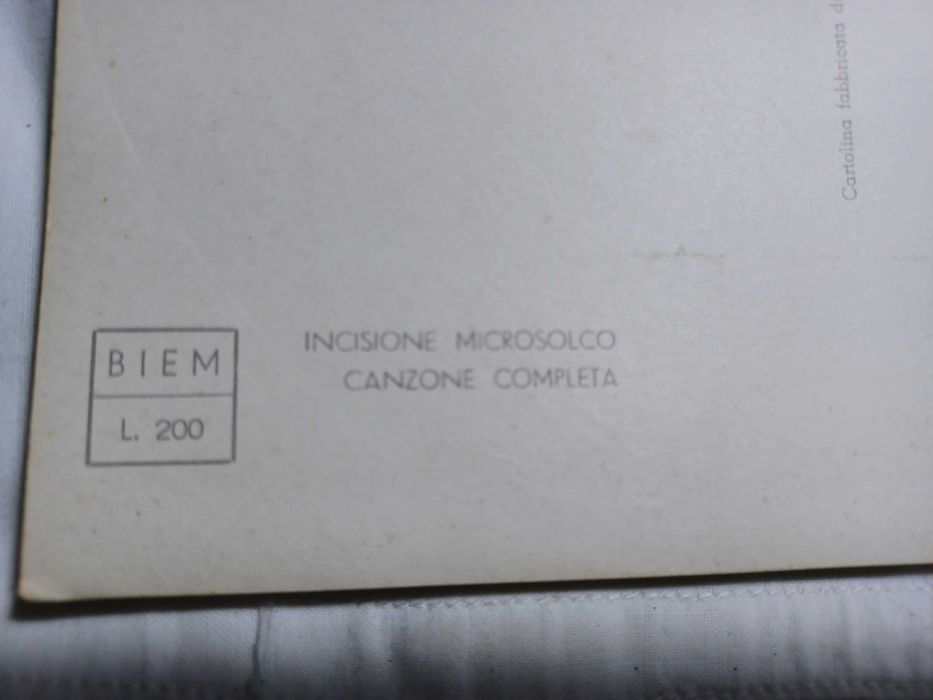 Cartolina fabbricata
BIEM
L. 200
INCISIONE MICROSOLCO
CANZONE COMPLETA